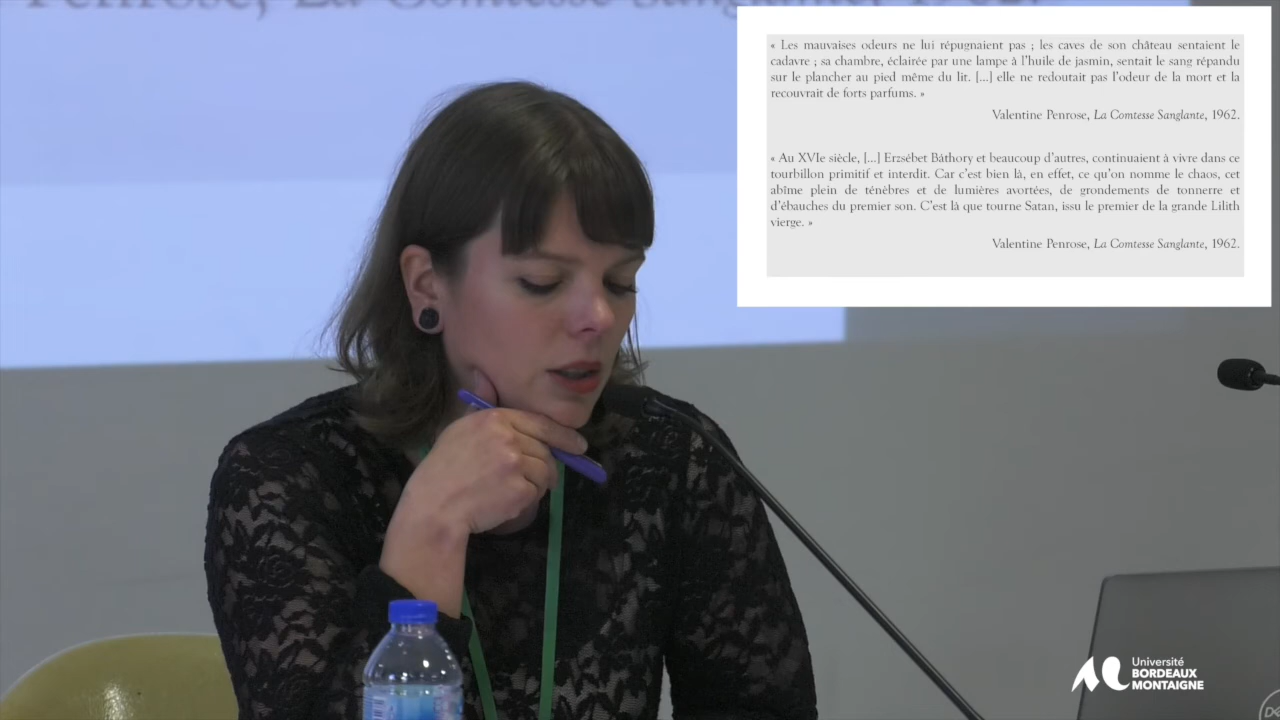 Penrose, La Comtesse Sanglante, 1962.
« Les mauvaises odeurs ne lui répugnaient pas ; les caves de son château sentaient le
cadavre ; sa chambre, éclairée par une lampe à l'huile de jasmin, sentait le sang répandu
sur le plancher au pied même du lit. [...] elle ne redoutait pas l'odeur de la mort et la
recouvrait de forts parfums. »
Valentine Penrose, La Comtesse Sanglante, 1962.
« Au XVIe siècle, [...] Erzsébet Báthory et beaucoup d'autres, continuaient à vivre dans ce
tourbillon primitif et interdit. Car c'est bien là, en effet, ce qu'on nomme le chaos, cet
abîme plein de ténèbres et de lumières avortées, de grondements de tonnerre et
d'ébauches du premier son. C'est là que tourne Satan, issu le premier de la grande Lilith
vierge. »
Valentine Penrose, La Comtesse Sanglante, 1962.
Université
BORDEAUX
MONTAIGNE